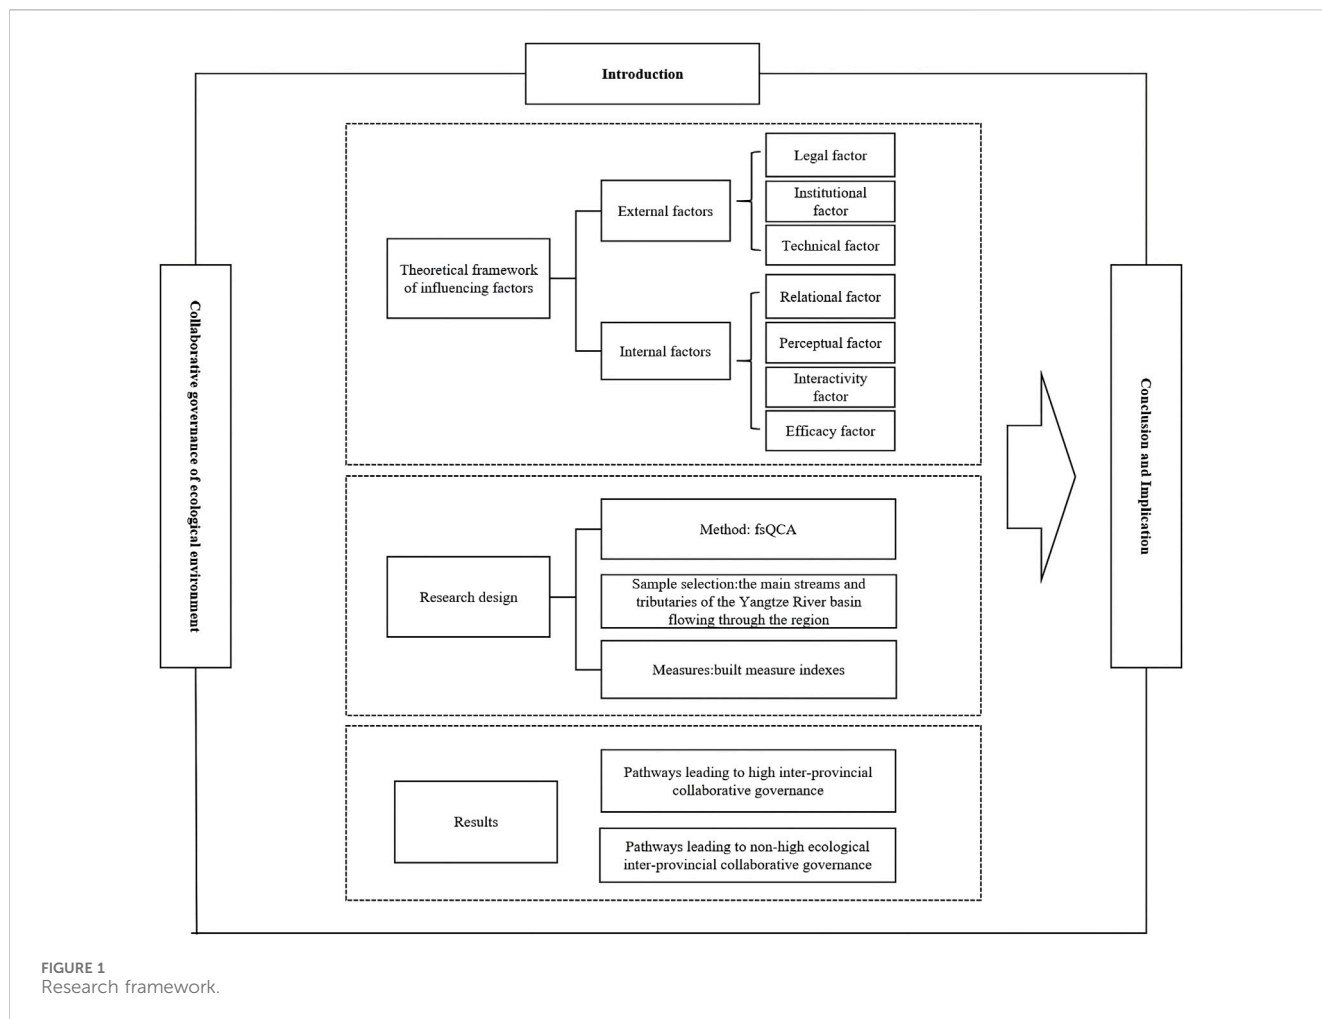 Introduction
Collaborative governance of ecological environment
Theoretical framework
of influencing factors
External factors
Legal factor
Institutional
factor
Technical factor
Internal factors
Relational factor
Perceptual factor
Interactivity
factor
Efficacy factor
Research design
Method: fsQCA
Sample selection:the main streams and
tributaries of the Yangtze River basin
flowing through the region
Measures:built measure indexes
Results
Pathways leading to high inter-provincial
collaborative governance
Pathways leading to non-high ecological
inter-provincial collaborative governance
Conclusion and Implication
FIGURE 1
Research framework.